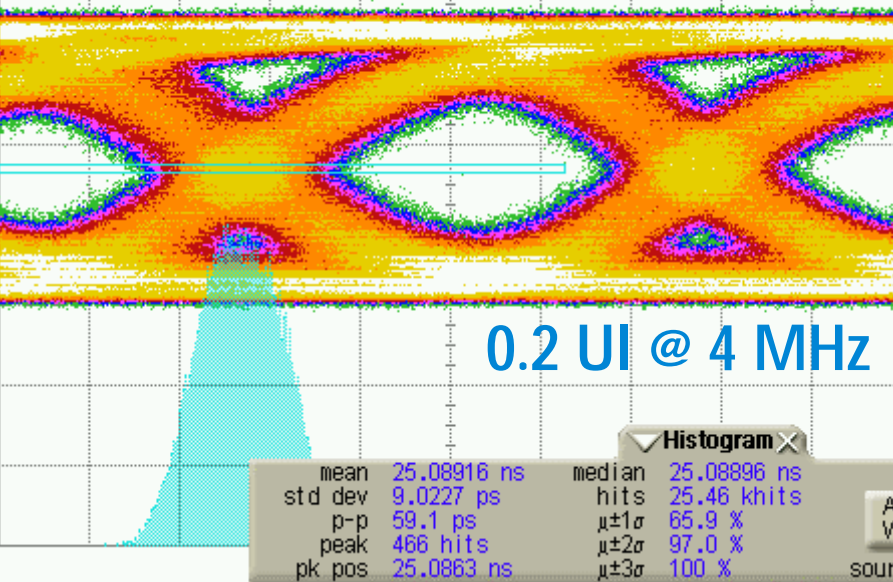 0.2 UI @ 4 MHz
Histogram
mean 25.08916 ns median 25.08896 ns
std dev 9.0227 ps hits 25.46 khits
p-p 59.1 ps μ±1σ 65.9 %
peak 466 hits μ±2σ 97.0 %
pk pos 25.0863 ns μ±3σ 100 %